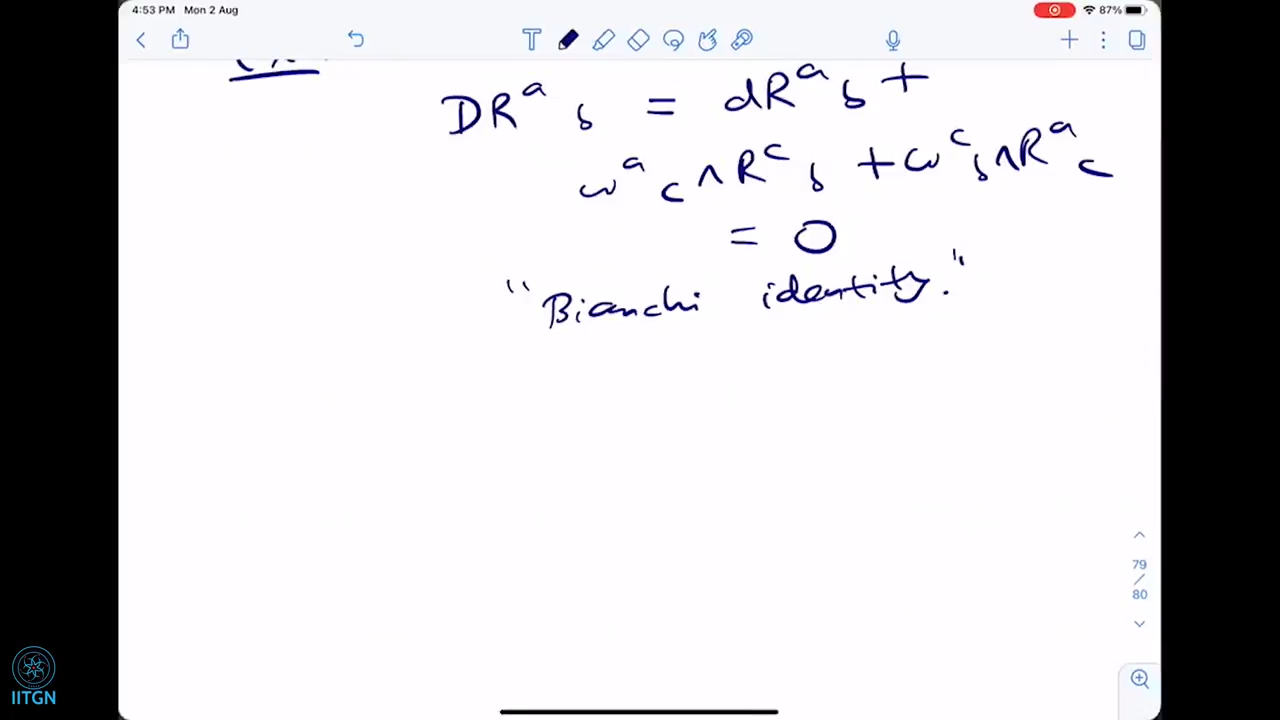 4:53 PM Mon 2 Aug 87%
DR^a_b = dR^a_b +
ω^a_c ∧ R^c_b + ω^c_b ∧ R^a_c
= 0
"Bianchi identity."
79
/
80
IITGN